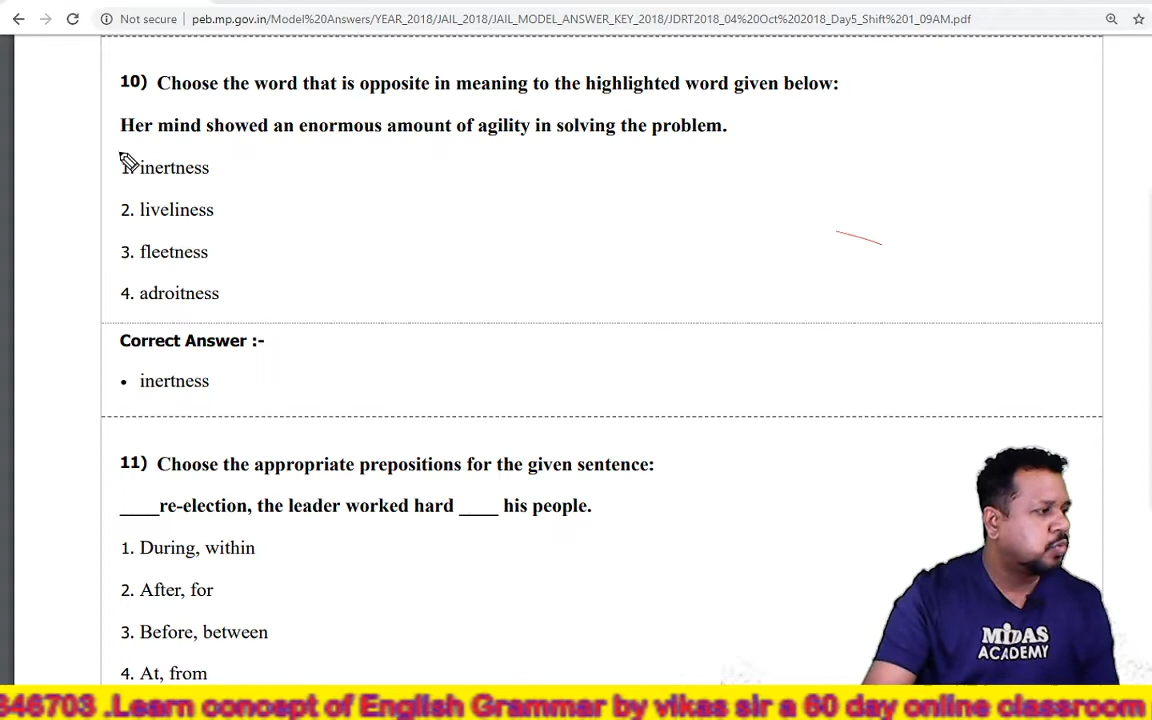 Not secure
peb.mp.gov.in/Model%20Answers/YEAR_2018/JAIL_2018/JAIL_MODEL_ANSWER_KEY_2018/JDRT2018_04%20Oct%202018_Day5_Shift%201_09AM.pdf
10) Choose the word that is opposite in meaning to the highlighted word given below:
Her mind showed an enormous amount of agility in solving the problem.
1. inertness
2. liveliness
3. fleetness
4. adroitness
Correct Answer :-
• inertness
11) Choose the appropriate prepositions for the given sentence:
____re-election, the leader worked hard ____ his people.
1. During, within
2. After, for
3. Before, between
4. At, from
MIDAS
ACADEMY
346703 .Learn concept of English Grammar by vikas sir a 60 day online classroom